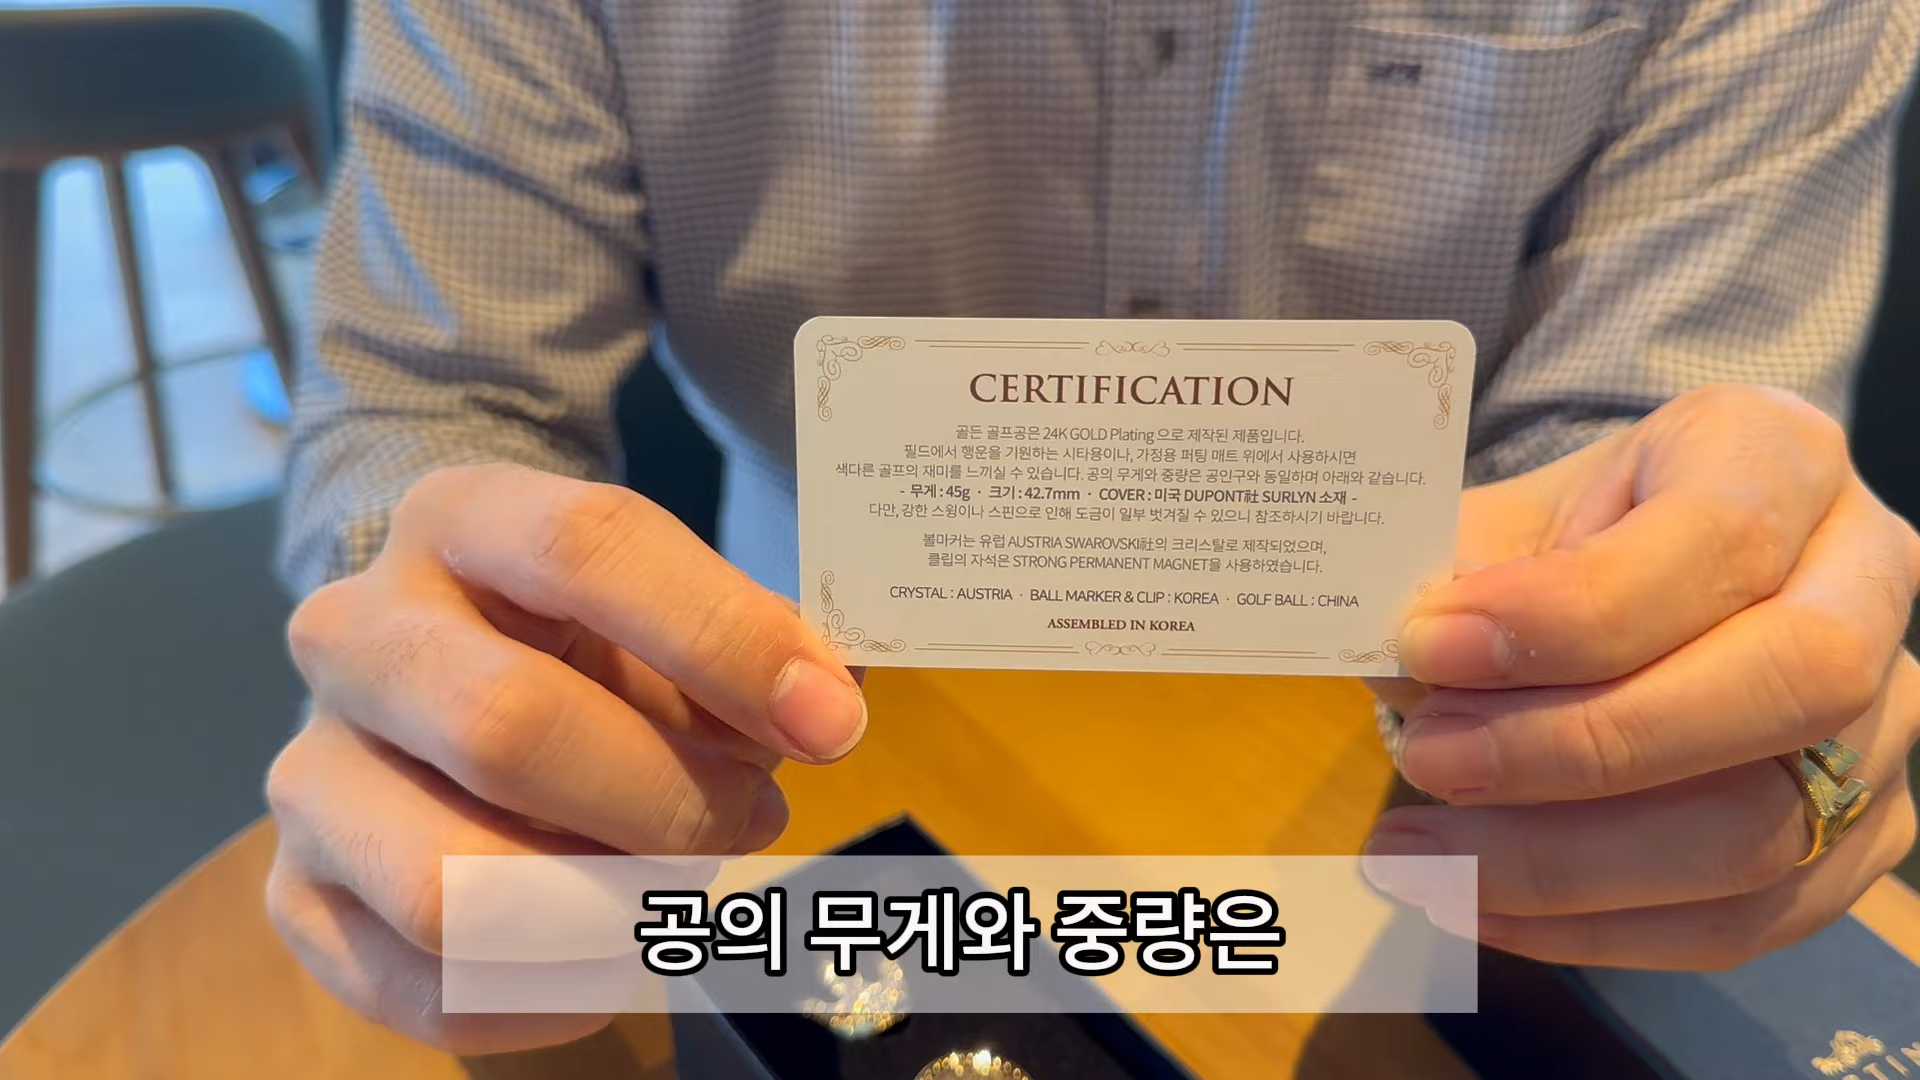 CERTIFICATION
골든 골프공은 24K GOLD Plating 으로 제작된 제품입니다.
필드에서 행운을 기원하는 시타용이나, 가정용 퍼팅 매트 위에서 사용하시면
색다른 골프의 재미를 느끼실 수 있습니다. 공의 무게와 중량은 공인구와 동일하며 아래와 같습니다.
- 무게 : 45g · 크기 : 42.7mm · COVER : 미국 DUPONT社 SURLYN 소재 -
다만, 강한 스윙이나 스핀으로 인해 도금이 일부 벗겨질 수 있으니 참조하시기 바랍니다.
볼마커는 유럽 AUSTRIA SWAROVSKI社의 크리스탈로 제작되었으며,
클립의 자석은 STRONG PERMANENT MAGNET을 사용하였습니다.
CRYSTAL : AUSTRIA · BALL MARKER & CLIP : KOREA · GOLF BALL : CHINA
ASSEMBLED IN KOREA
공의 무게와 중량은